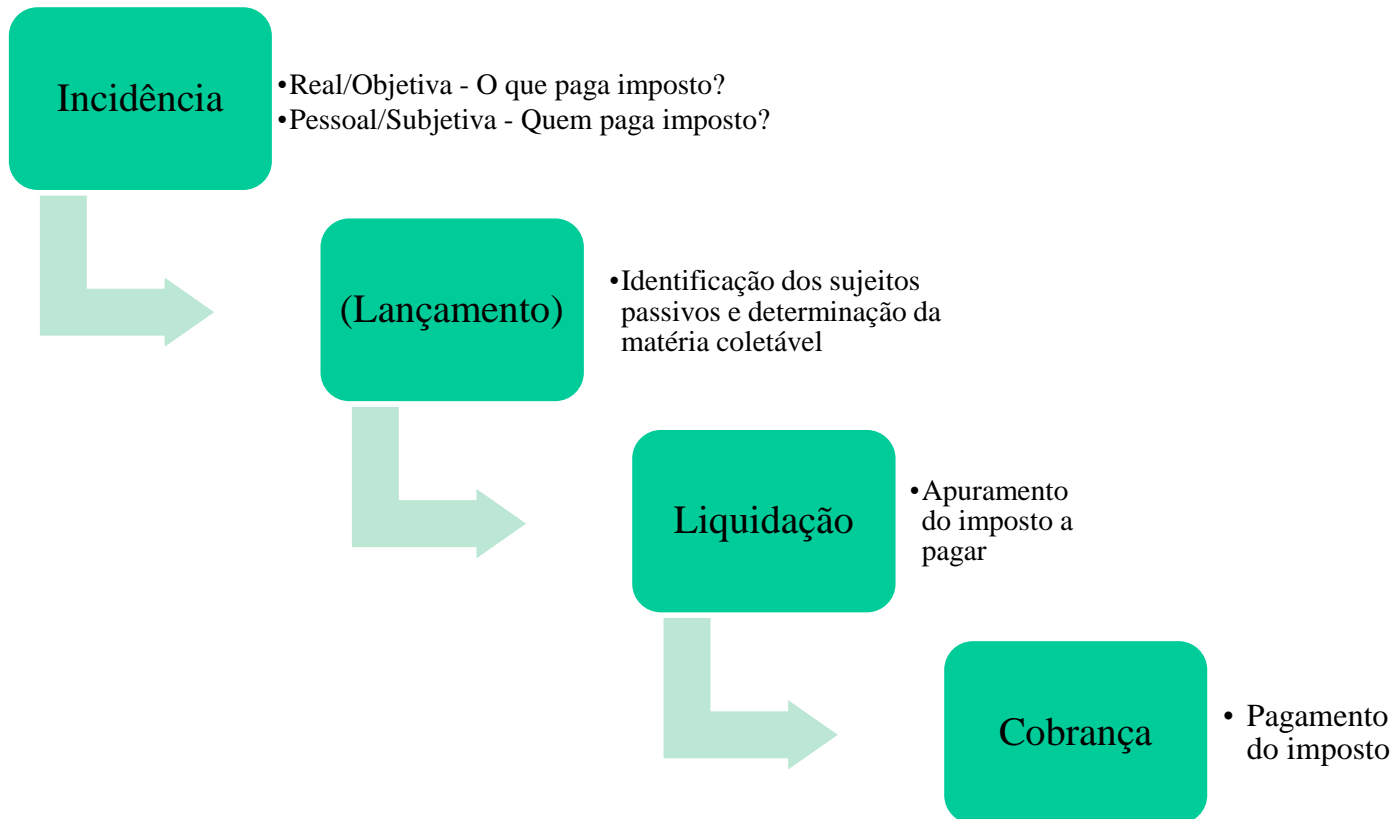 Incidência
•Real/Objetiva - O que paga imposto?
•Pessoal/Subjetiva - Quem paga imposto?
(Lançamento)
•Identificação dos sujeitos
passivos e determinação da
matéria coletável
Liquidação
•Apuramento
do imposto a
pagar
Cobrança
• Pagamento
do imposto